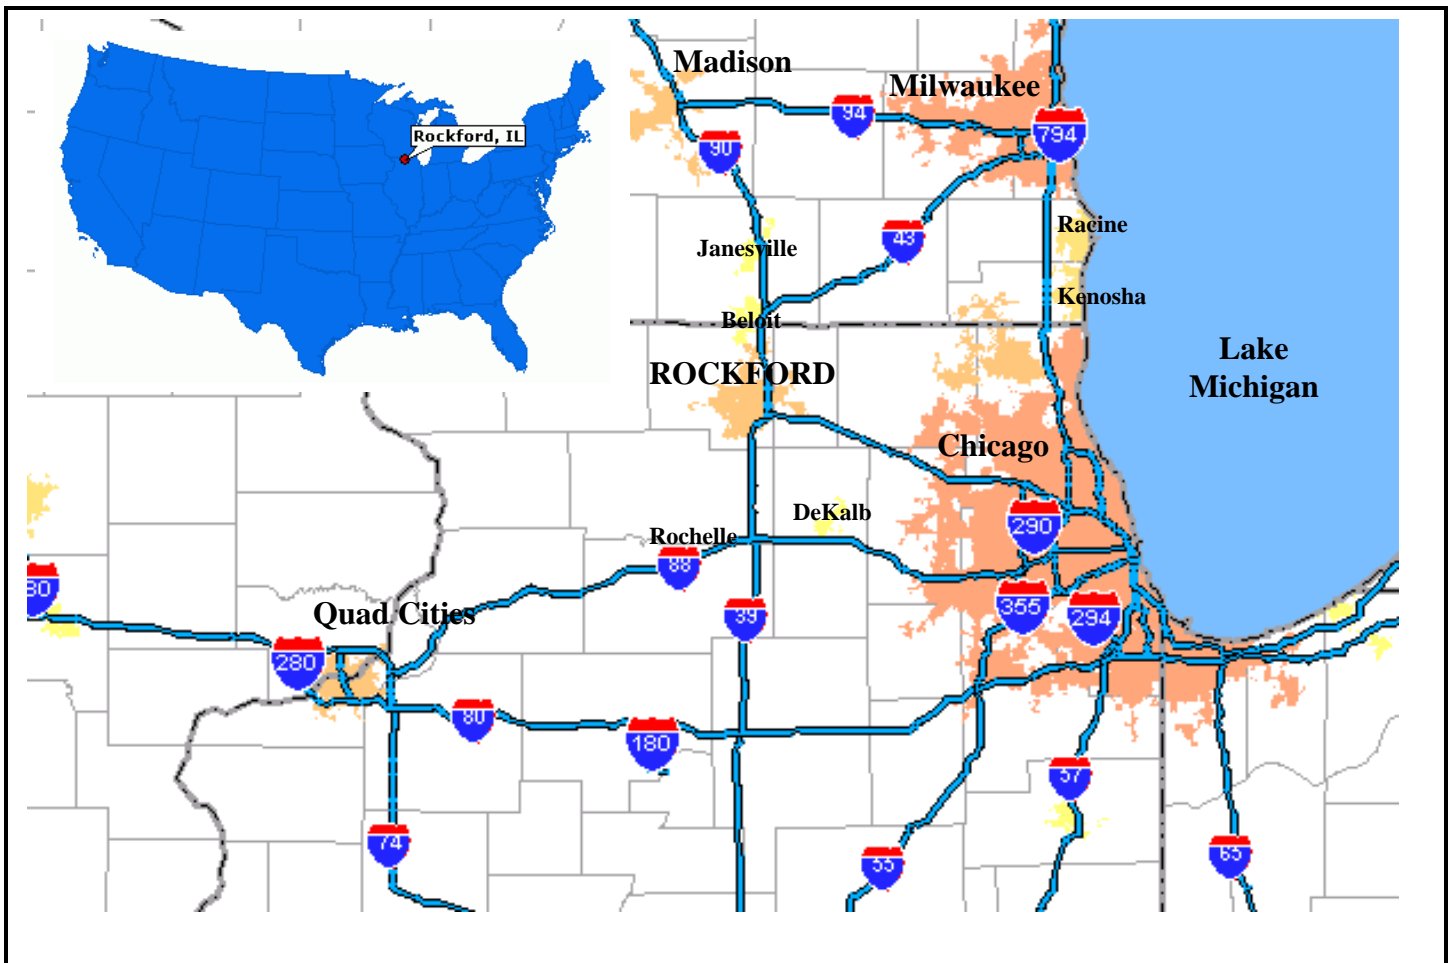 Madison
Milwaukee
94
794
Rockford, IL
90
Racine
43
Janesville
Kenosha
Beloit
Lake
Michigan
ROCKFORD
Chicago
DeKalb
290
Rochelle
88
80
355
294
39
Quad Cities
280
80
180
57
74
55
65